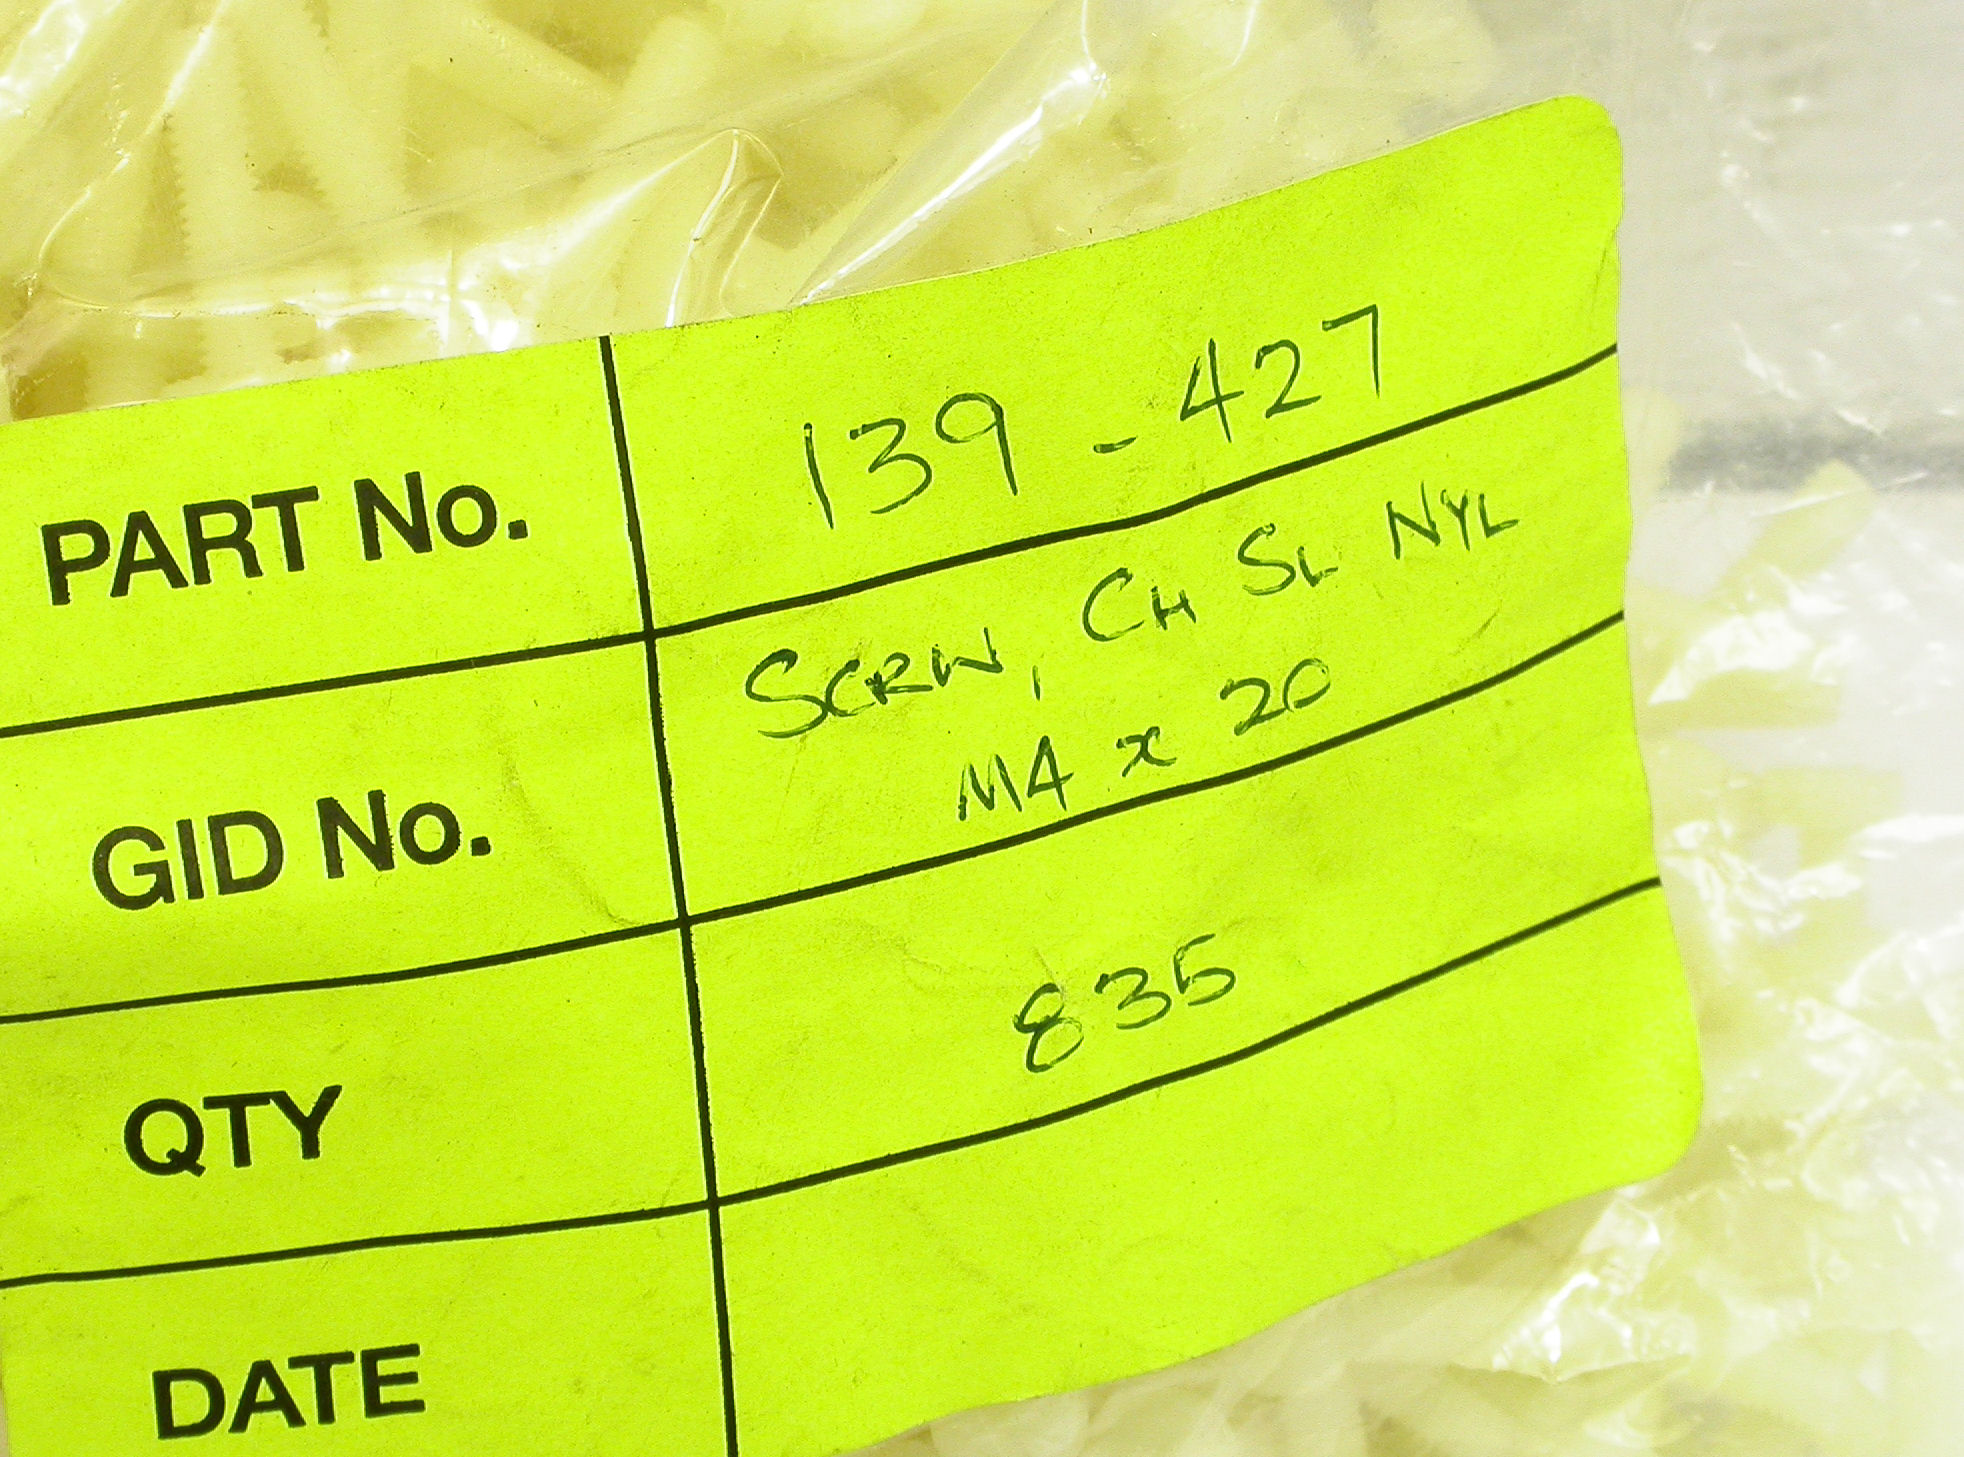 PART No. 139-427
GID No. SCRW, CH SL NYL
M4 x 20
QTY 835
DATE